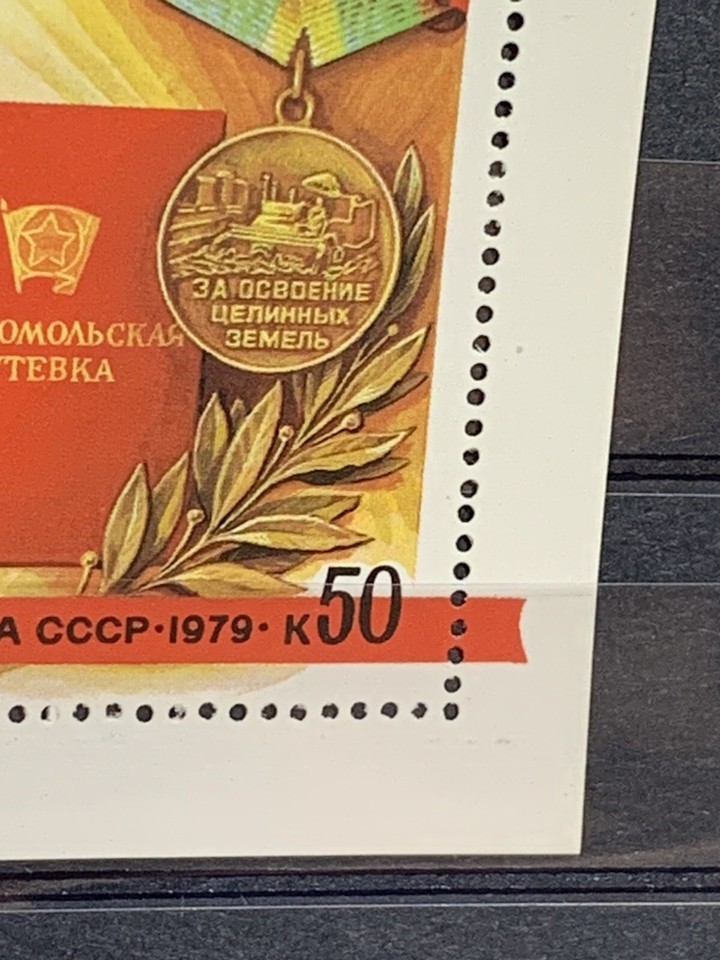 ЗА ОСВОЕНИЕ
ЦЕЛИННЫХ
ЗЕМЕЛЬ
ОМОЛЬСКАЯ
ТЕВКА
А СССР·1979· К50